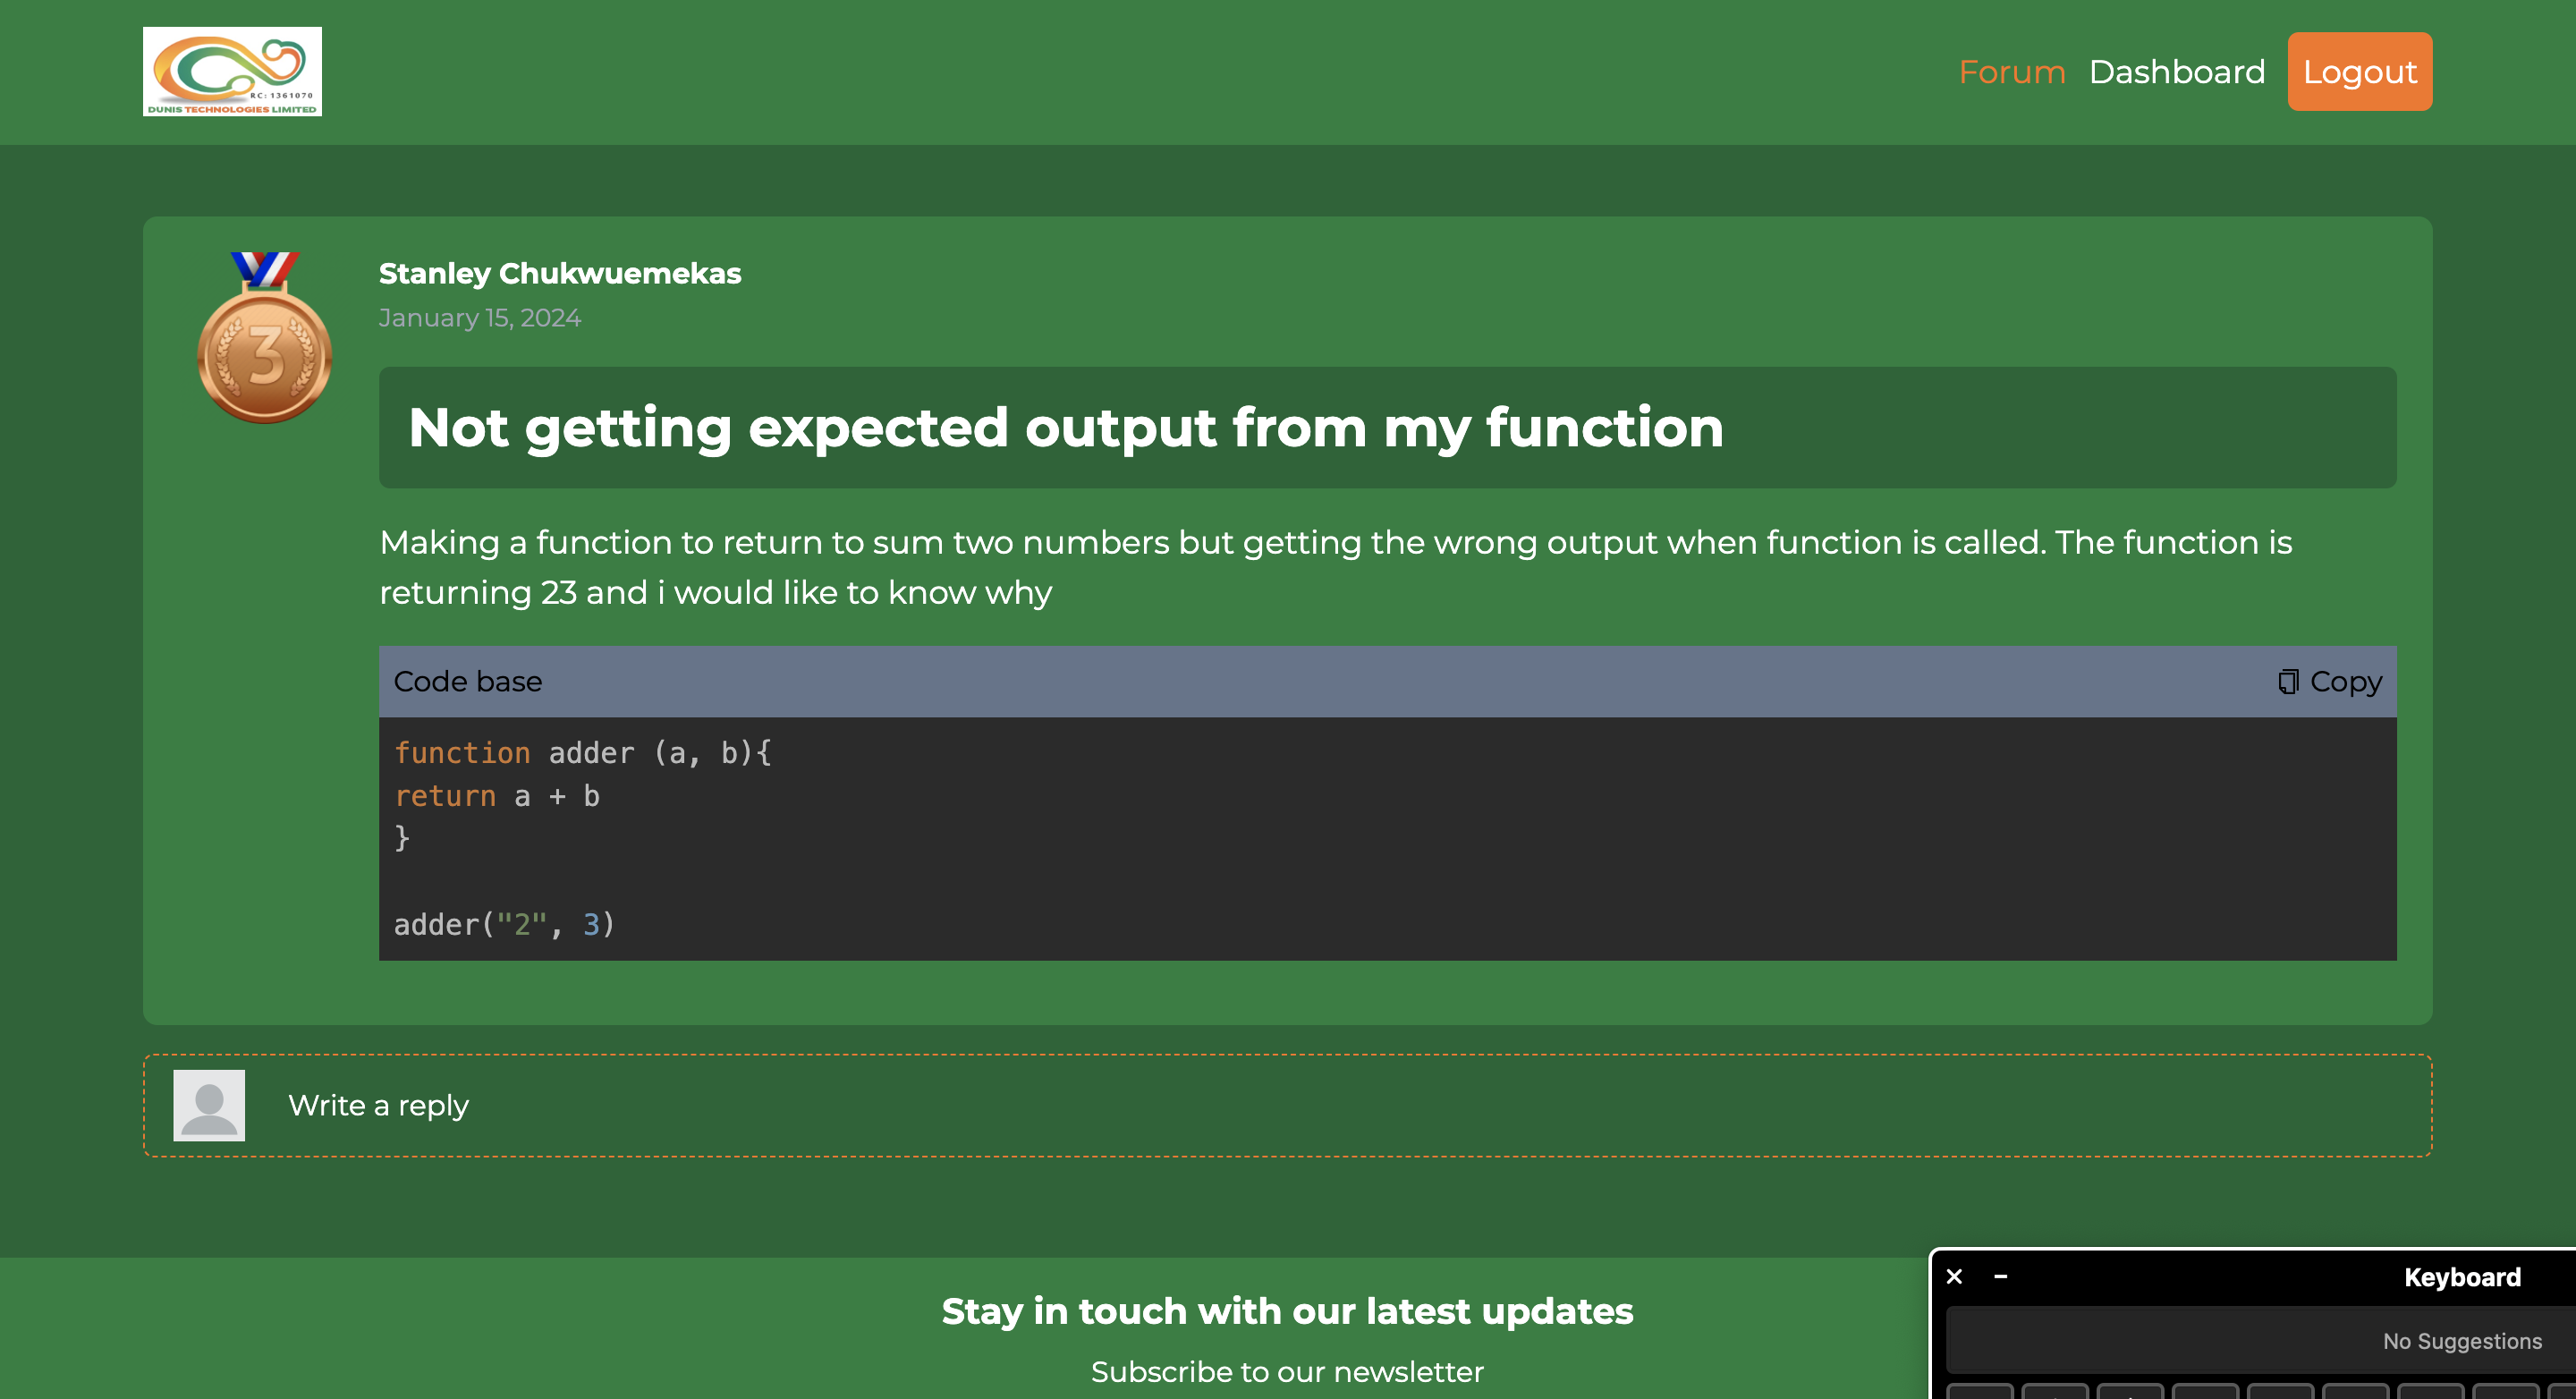 RC: 1361070
DUNIS TECHNOLOGIES LIMITED
Forum Dashboard Logout
3
Stanley Chukwuemekas
January 15, 2024
Not getting expected output from my function
Making a function to return to sum two numbers but getting the wrong output when function is called. The function is
returning 23 and i would like to know why
Code base Copy
function adder (a, b){
return a + b
}
adder("2", 3)
Write a reply
Stay in touch with our latest updates
Subscribe to our newsletter
Keyboard
No Suggestions